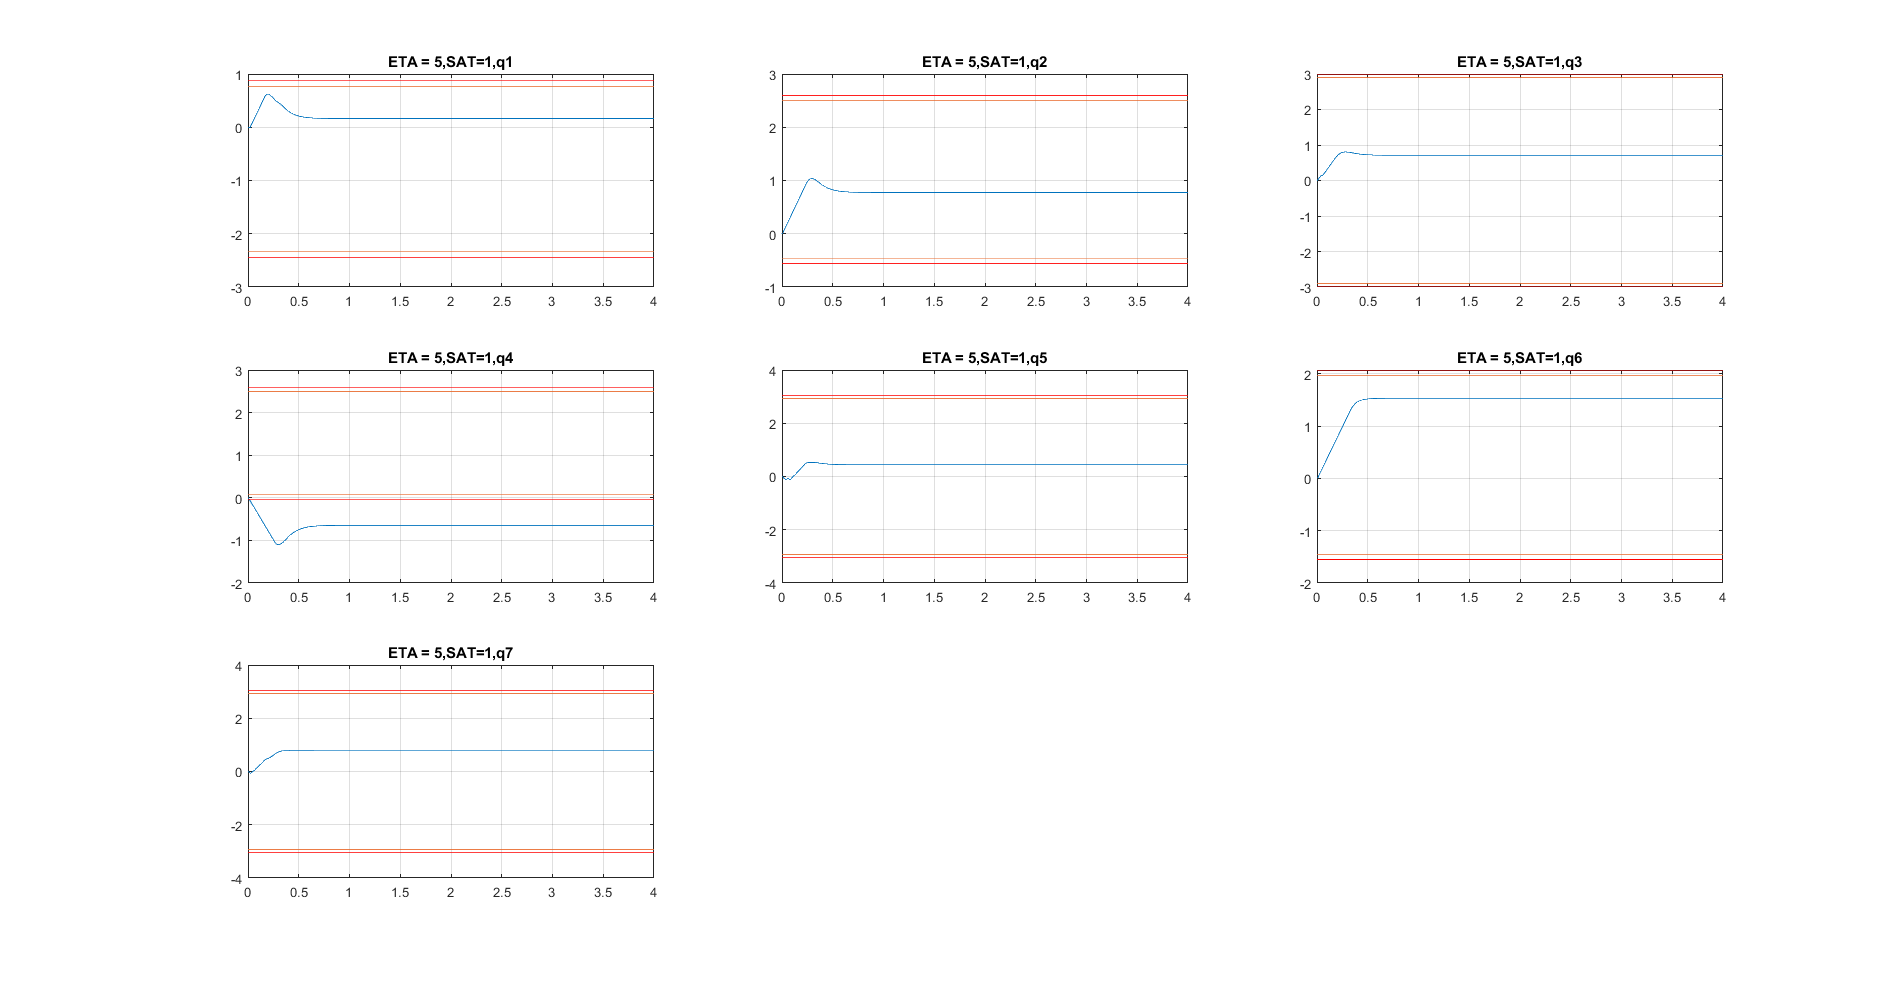 ETA = 5,SAT=1,q1
1
0
-1
-2
-3
0 0.5 1 1.5 2 2.5 3 3.5 4
ETA = 5,SAT=1,q2
3
2
1
0
-1
0 0.5 1 1.5 2 2.5 3 3.5 4
ETA = 5,SAT=1,q3
3
2
1
0
-1
-2
-3
0 0.5 1 1.5 2 2.5 3 3.5 4
ETA = 5,SAT=1,q4
3
2
1
0
-1
-2
0 0.5 1 1.5 2 2.5 3 3.5 4
ETA = 5,SAT=1,q5
4
2
0
-2
-4
0 0.5 1 1.5 2 2.5 3 3.5 4
ETA = 5,SAT=1,q6
2
1
0
-1
-2
0 0.5 1 1.5 2 2.5 3 3.5 4
ETA = 5,SAT=1,q7
4
2
0
-2
-4
0 0.5 1 1.5 2 2.5 3 3.5 4